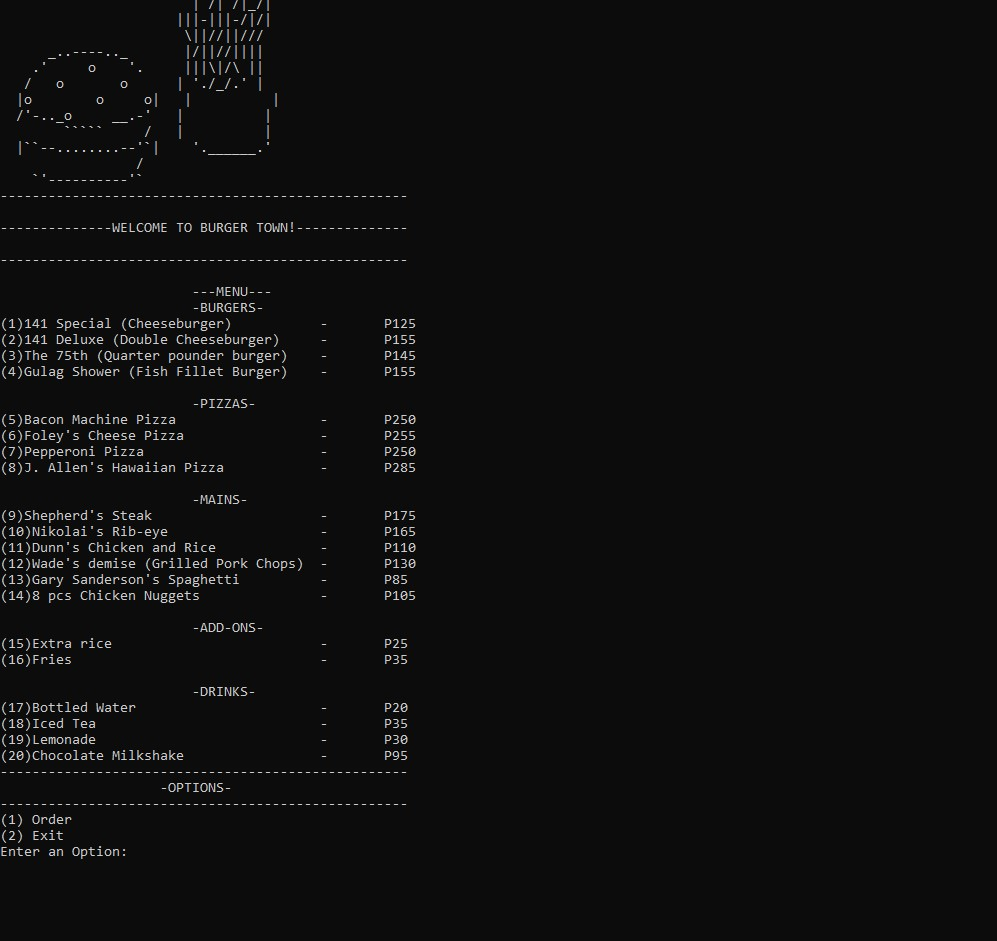 --------------------------------------------------- 
--------------WELCOME TO BURGER TOWN!--------------
---------------------------------------------------
---MENU---
-BURGERS-
(1)141 Special (Cheeseburger) - P125
(2)141 Deluxe (Double Cheeseburger) - P155
(3)The 75th (Quarter pounder burger) - P145
(4)Gulag Shower (Fish Fillet Burger) - P155
-PIZZAS-
(5)Bacon Machine Pizza - P250
(6)Foley's Cheese Pizza - P255
(7)Pepperoni Pizza - P250
(8)J. Allen's Hawaiian Pizza - P285
-MAINS-
(9)Shepherd's Steak - P175
(10)Nikolai's Rib-eye - P165
(11)Dunn's Chicken and Rice - P110
(12)Wade's demise (Grilled Pork Chops) - P130
(13)Gary Sanderson's Spaghetti - P85
(14)8 pcs Chicken Nuggets - P105
-ADD-ONS-
(15)Extra rice - P25
(16)Fries - P35
-DRINKS-
(17)Bottled Water - P20
(18)Iced Tea - P35
(19)Lemonade - P30
(20)Chocolate Milkshake - P95
---------------------------------------------------
-OPTIONS-
---------------------------------------------------
(1) Order
(2) Exit
Enter an Option: